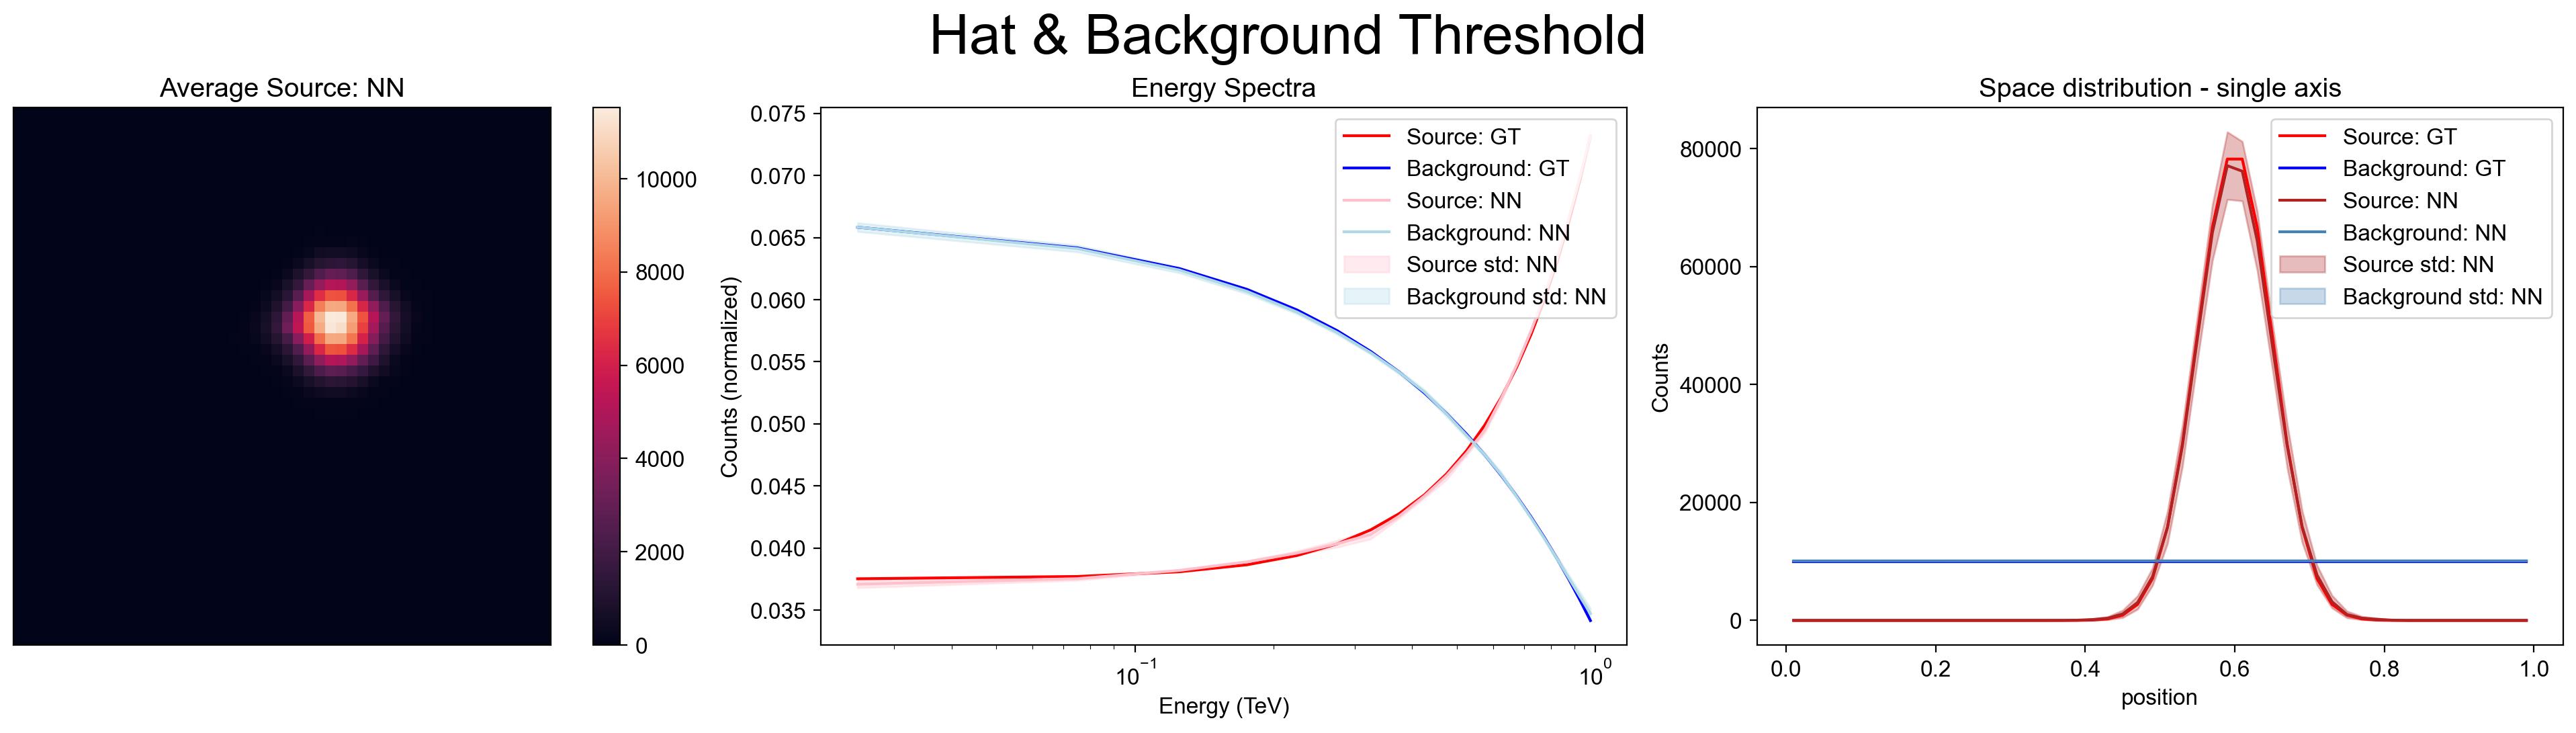 Hat & Background Threshold
Average Source: NN
10000
8000
6000
4000
2000
0
Energy Spectra
Counts (normalized)
0.075
0.070
0.065
0.060
0.055
0.050
0.045
0.040
0.035
Source: GT
Background: GT
Source: NN
Background: NN
Source std: NN
Background std: NN
10⁻¹
10⁰
Energy (TeV)
Space distribution - single axis
Counts
80000
60000
40000
20000
0
Source: GT
Background: GT
Source: NN
Background: NN
Source std: NN
Background std: NN
0.0
0.2
0.4
0.6
0.8
1.0
position